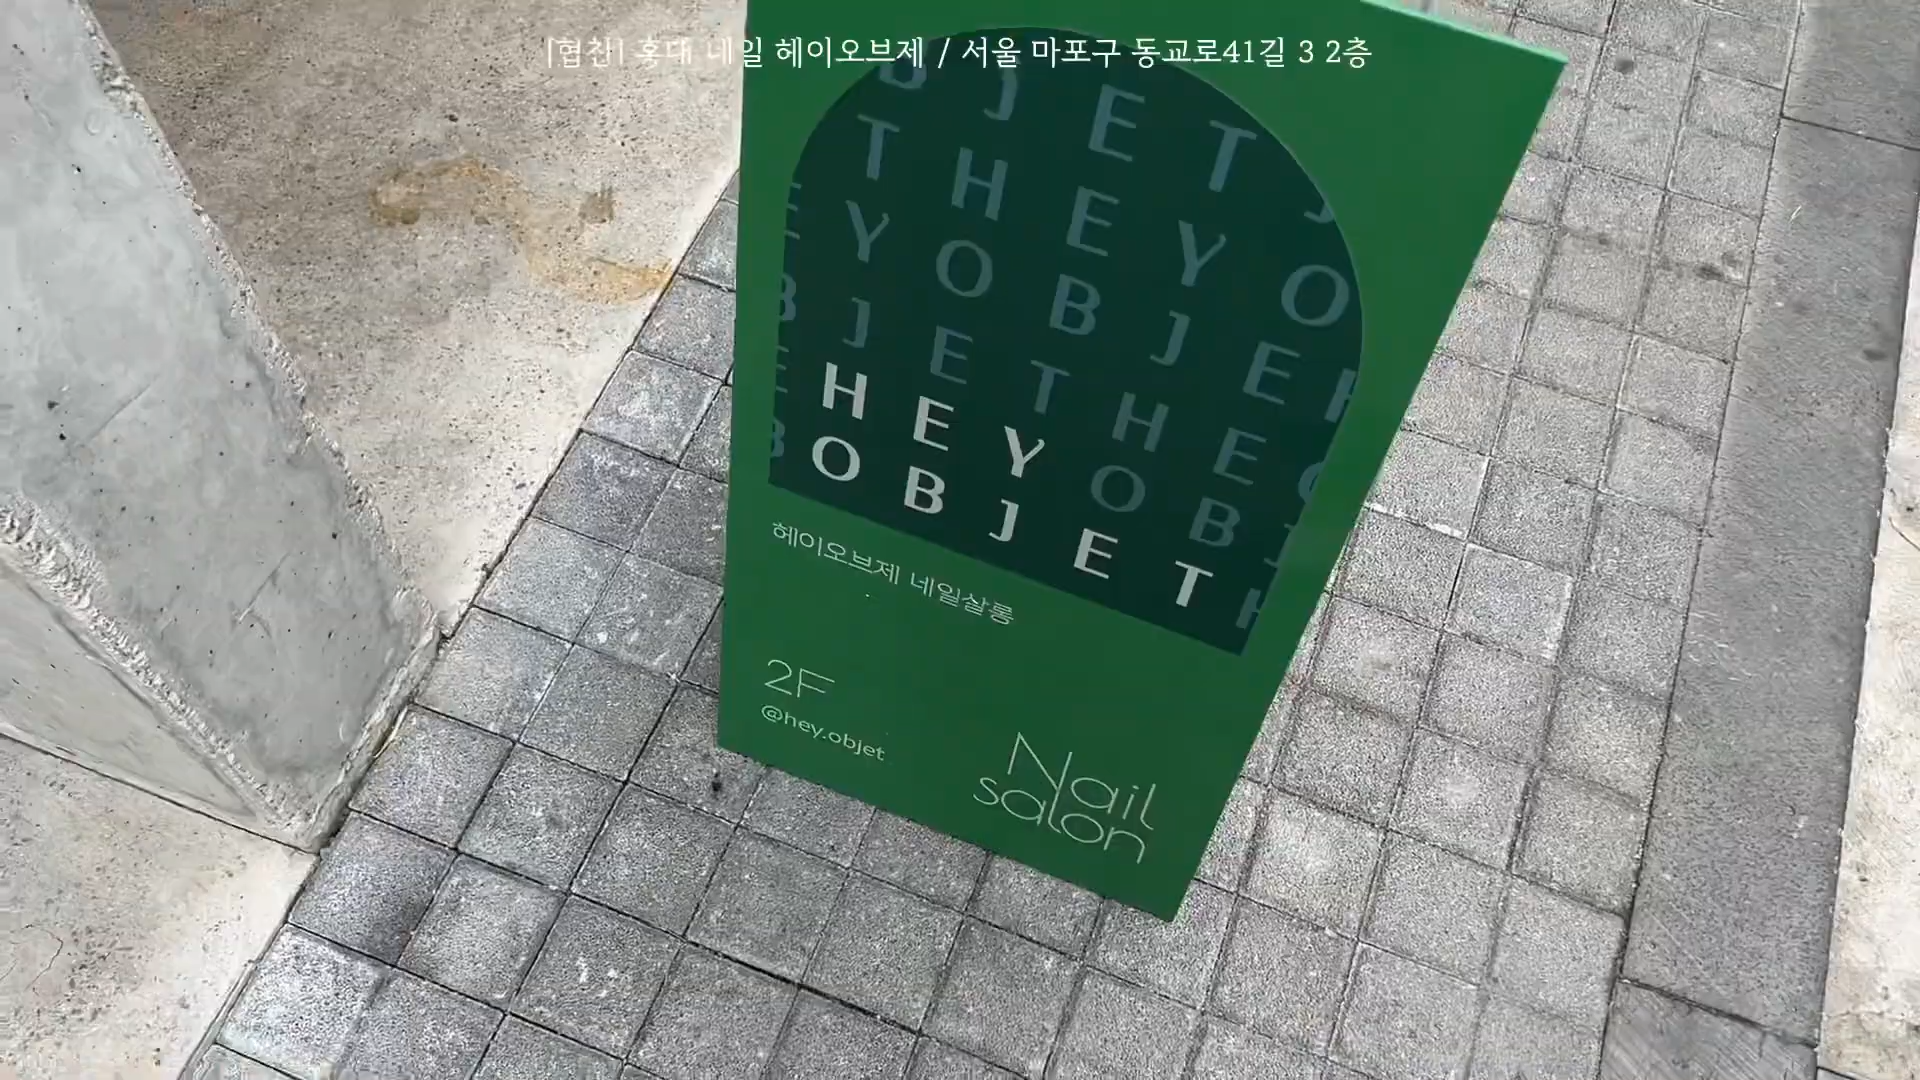 [협찬] 홍대 네일 헤이오브제 / 서울 마포구 동교로41길 3 2층
B J E T
T H E Y J
E Y O B J O
B J E T H E H
E H E Y O B J
B O B J E T H
헤이오브제 네일살롱
2F
@hey.objet
Nail
salon